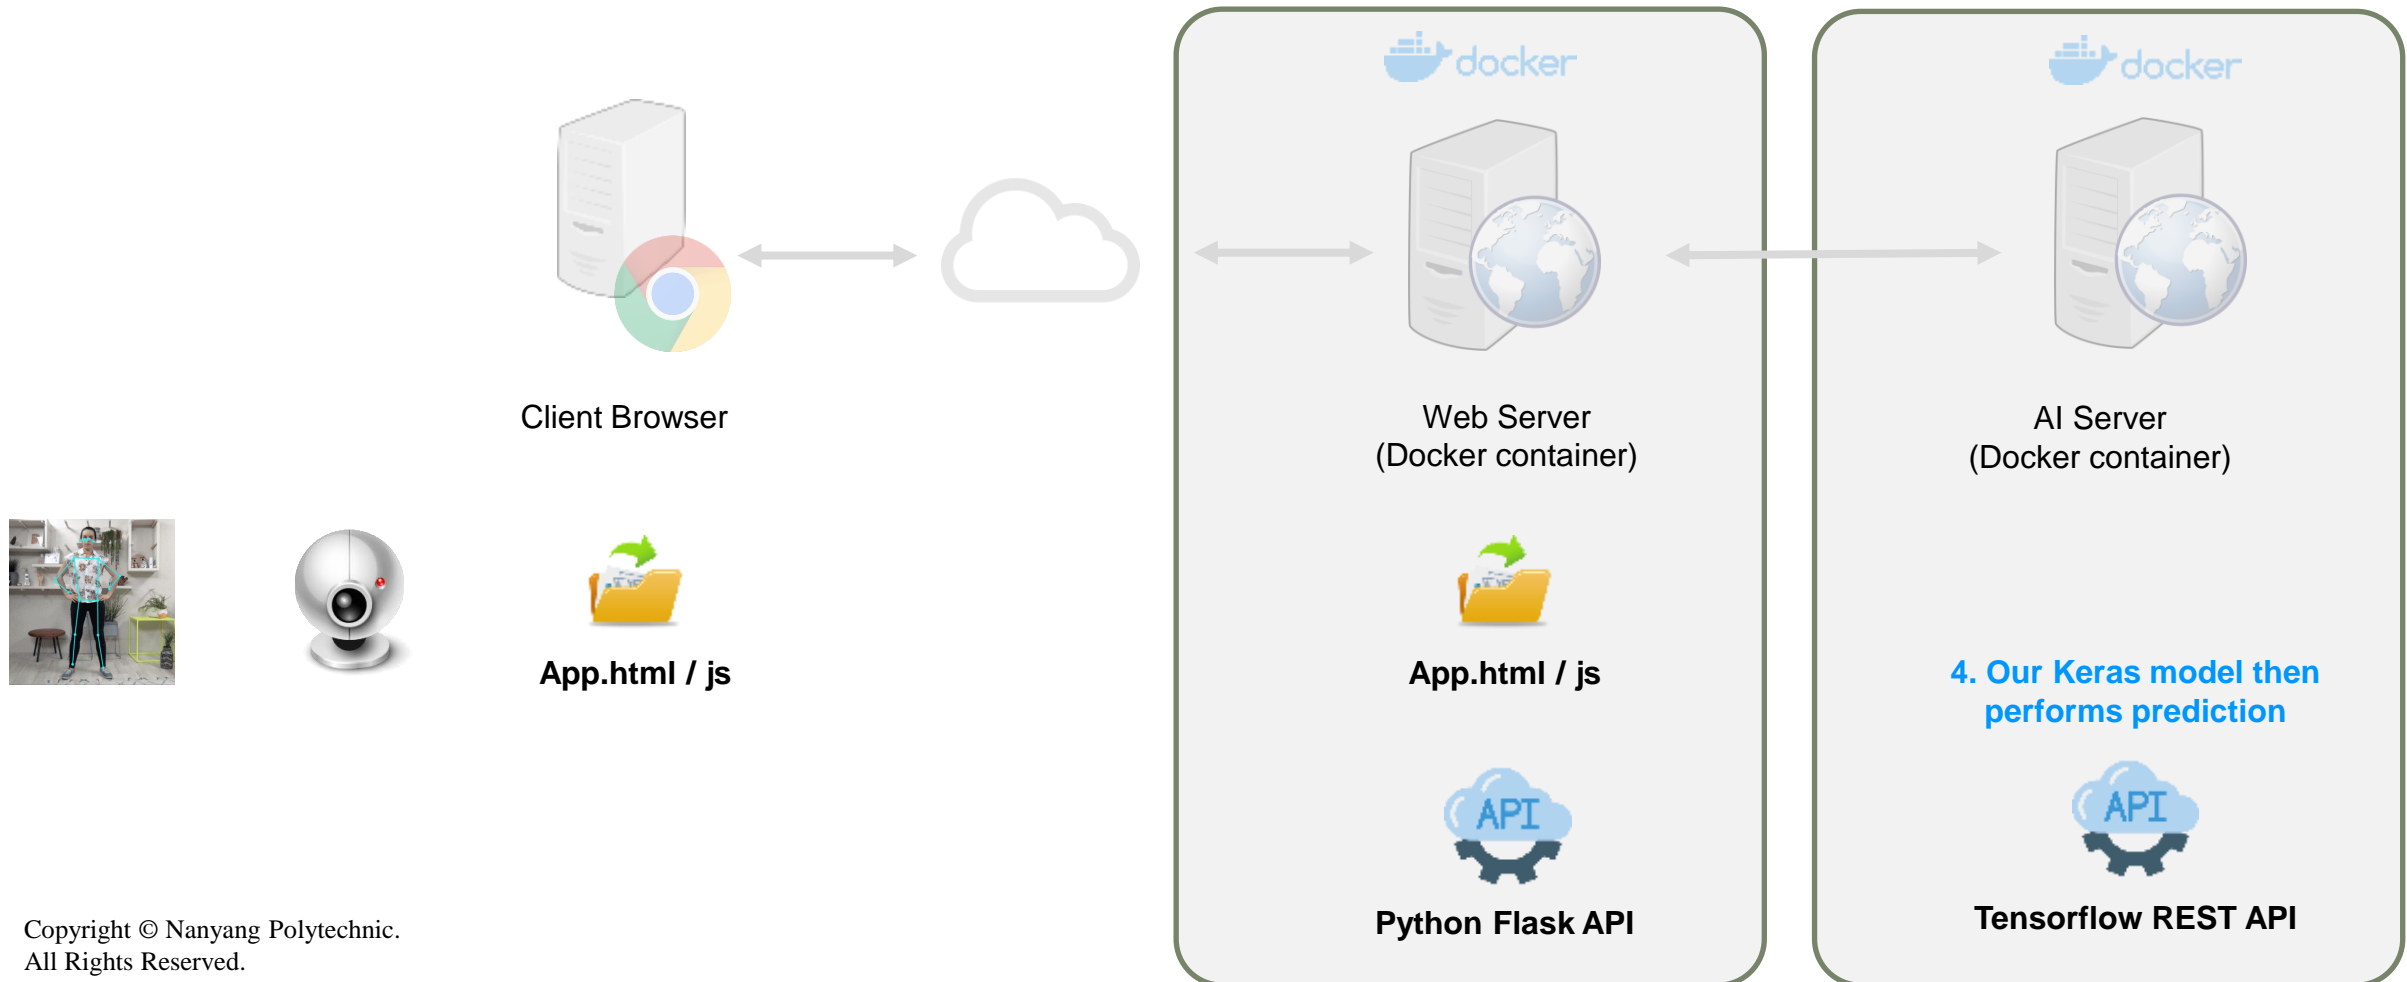 docker
docker
Client Browser
Web Server
(Docker container)
AI Server
(Docker container)
App.html / js
App.html / js
4. Our Keras model then
performs prediction
API
API
Python Flask API
Tensorflow REST API
Copyright © Nanyang Polytechnic.
All Rights Reserved.